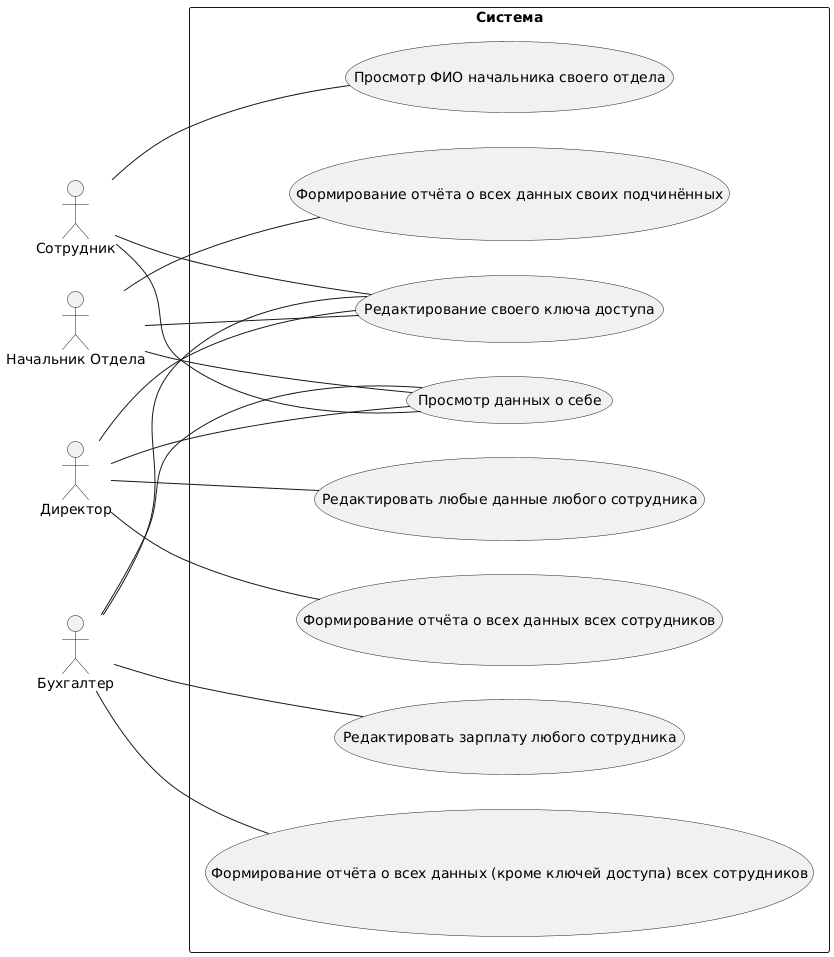 Система
Просмотр ФИО начальника своего отдела
Формирование отчёта о всех данных своих подчинённых
Сотрудник
Редактирование своего ключа доступа
Начальник Отдела
Просмотр данных о себе
Редактировать любые данные любого сотрудника
Директор
Формирование отчёта о всех данных всех сотрудников
Бухгалтер
Редактировать зарплату любого сотрудника
Формирование отчёта о всех данных (кроме ключей доступа) всех сотрудников